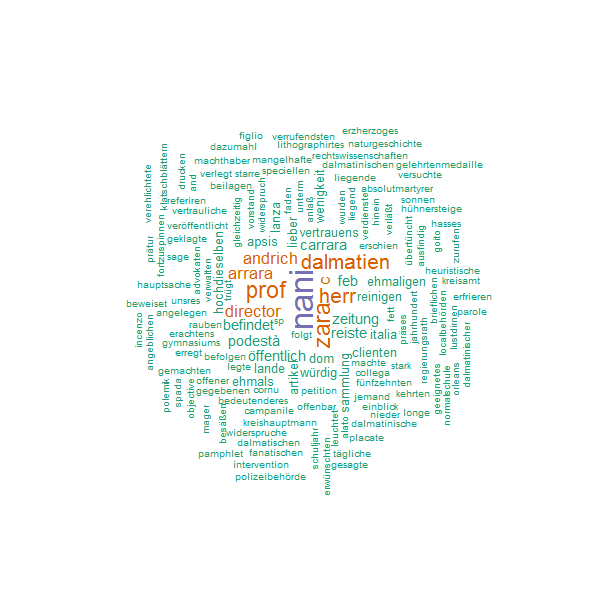 erzherzoges
figlio
verrufendsten
dazumahl
lithographirtes
naturgeschichte
machthaber
mangelhafte
rechtswissenschaften
klatschblättern
drucken
and
verlegt
starre
speciellen
dalmatinischen
gelehrtenmedaille
verehlichtete
beilagen
widerspruch
faden
unterm
anlaß
wenigkeit
liegende
versuchte
referiren
absolutmartyrer
vertrauliche
gleichzeitig
vorstand
lanza
wurden
liegend
verdienste
hinein
verläßt
sonnen
hühnersteige
fortzuspinnen
veröffentlicht
lieber
vertrauens
übertüncht
ausfindig
hasses
goito
zurufen
prätur
geklagte
hochdieselben
apsis
carrara
erschien
sage
advokaten
verwalten
andrich
dalmatien
heuristische
hauptsache
trügt
arrara
nani
c
feb
ehmaligen
kreisamt
beweiset
unsres
prof
herr
reinigen
erfrieren
angelegen
director
zara
fett
präses
jahrhundert
brieflichen
parole
incenzo
rauben
befindet
sp
zeitung
regierungsrath
localbehörden
lustdirnen
angeblichen
erachtens
podestà
folgt
reiste
italia
dalmatinischer
gymnasiums
erregt
befolgen
öffentlich
dom
clienten
gemachten
legte
lande
artikel
machte
stark
orleans
würdig
collega
polemik
spada
offener
ehmals
sammlung
fünfzehnten
geeignetes
normalschule
objective
gegebenen
cornu
petition
jemand
kehrten
mager
besäßen
bedeutenderes
offenbar
einblick
campanile
nieder
longe
kreishauptmann
leuchtet
alato
dalmatinische
widerspruche
placate
dalmatischen
schuljahr
pamphlet
fanatischen
erwünschten
tägliche
intervention
gesagte
polizeibehörde